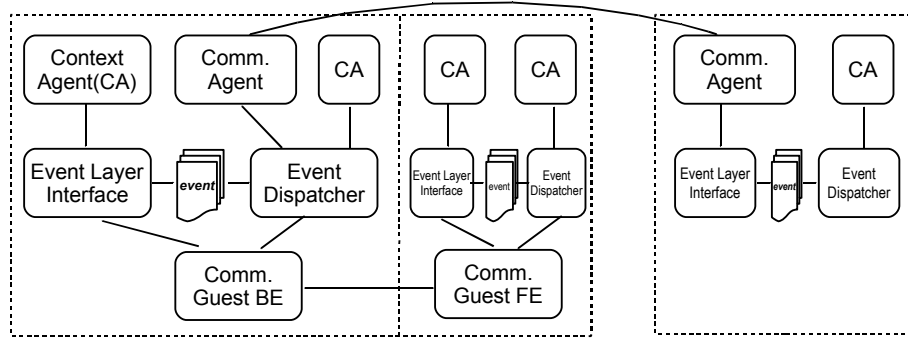 Context
Agent(CA)
Comm.
Agent
CA
CA
CA
Comm.
Agent
CA
Event Layer
Interface
event
Event
Dispatcher
Event Layer
Interface
event
Event
Dispatcher
Event Layer
Interface
event
Event
Dispatcher
Comm.
Guest BE
Comm.
Guest FE